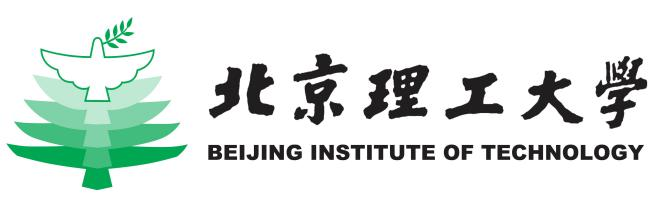 北京理工大學
BEIJING INSTITUTE OF TECHNOLOGY